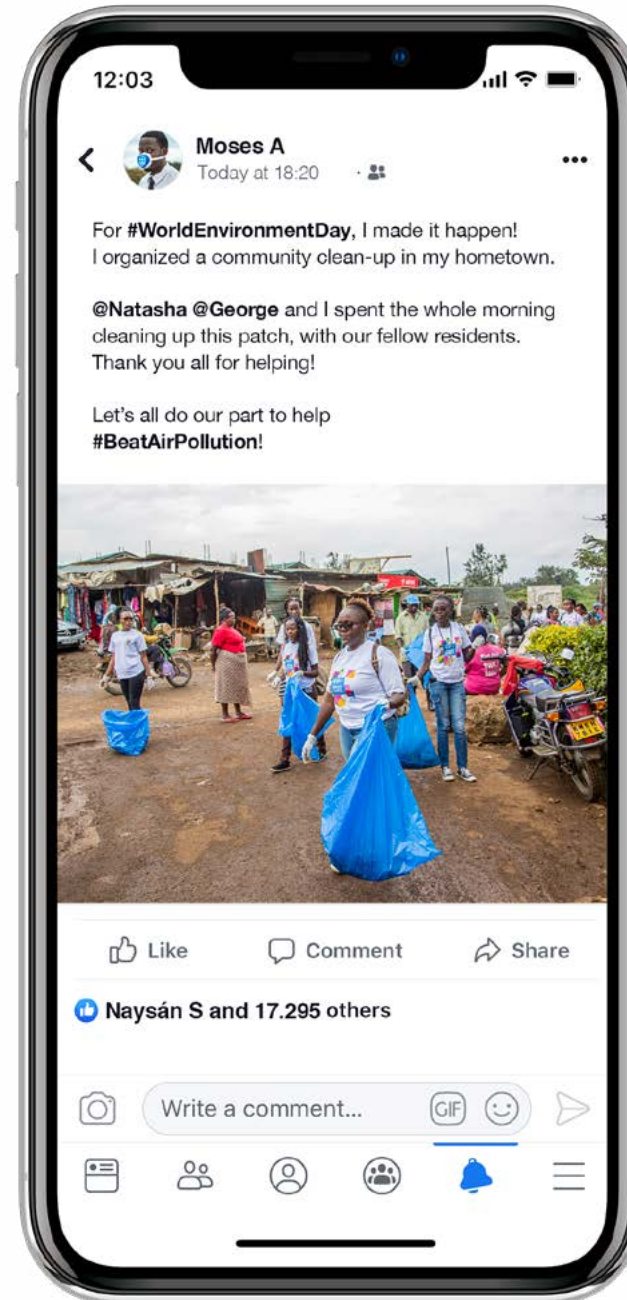 12:03
Moses A
Today at 18:20
For #WorldEnvironmentDay, I made it happen!
I organized a community clean-up in my hometown.
@Natasha @George and I spent the whole morning
cleaning up this patch, with our fellow residents.
Thank you all for helping!
Let's all do our part to help
#BeatAirPollution!
Like
Comment
Share
Naysán S and 17.295 others
Write a comment...
GIF